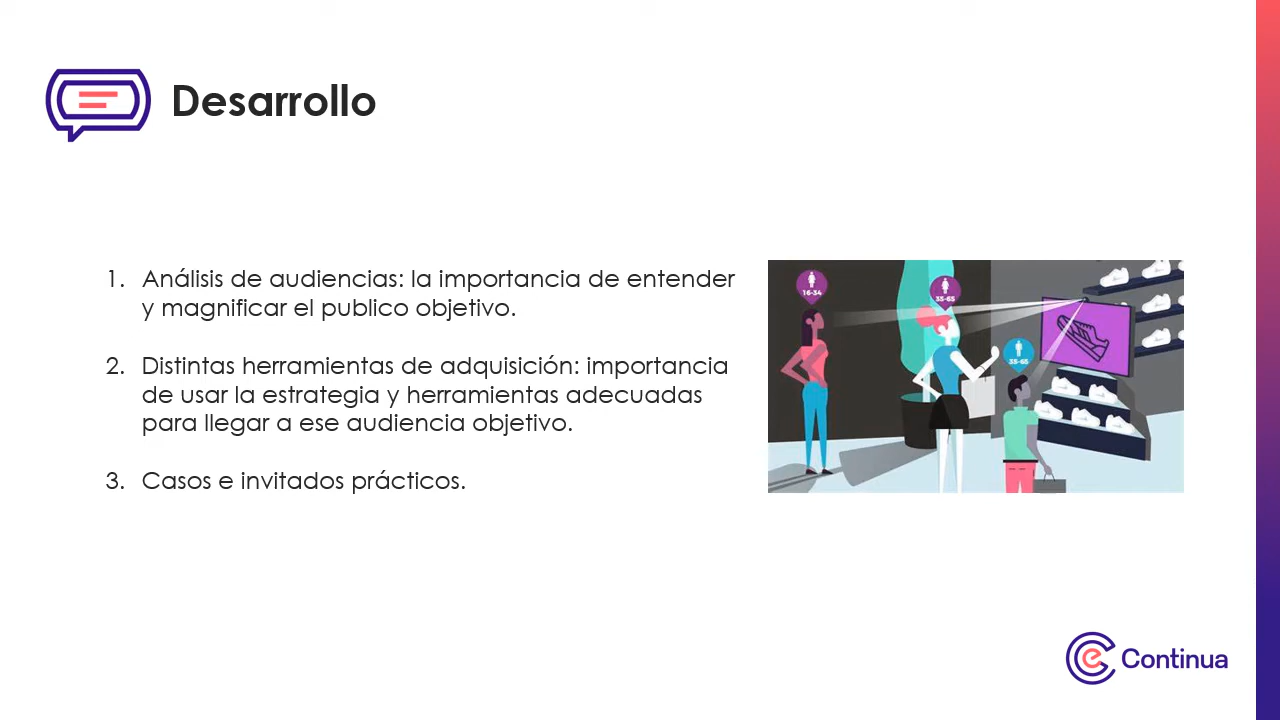 Desarrollo
1. Análisis de audiencias: la importancia de entender
y magnificar el publico objetivo.
2. Distintas herramientas de adquisición: importancia
de usar la estrategia y herramientas adecuadas
para llegar a ese audiencia objetivo.
3. Casos e invitados prácticos.
16-34
35-65
35-65
Continua